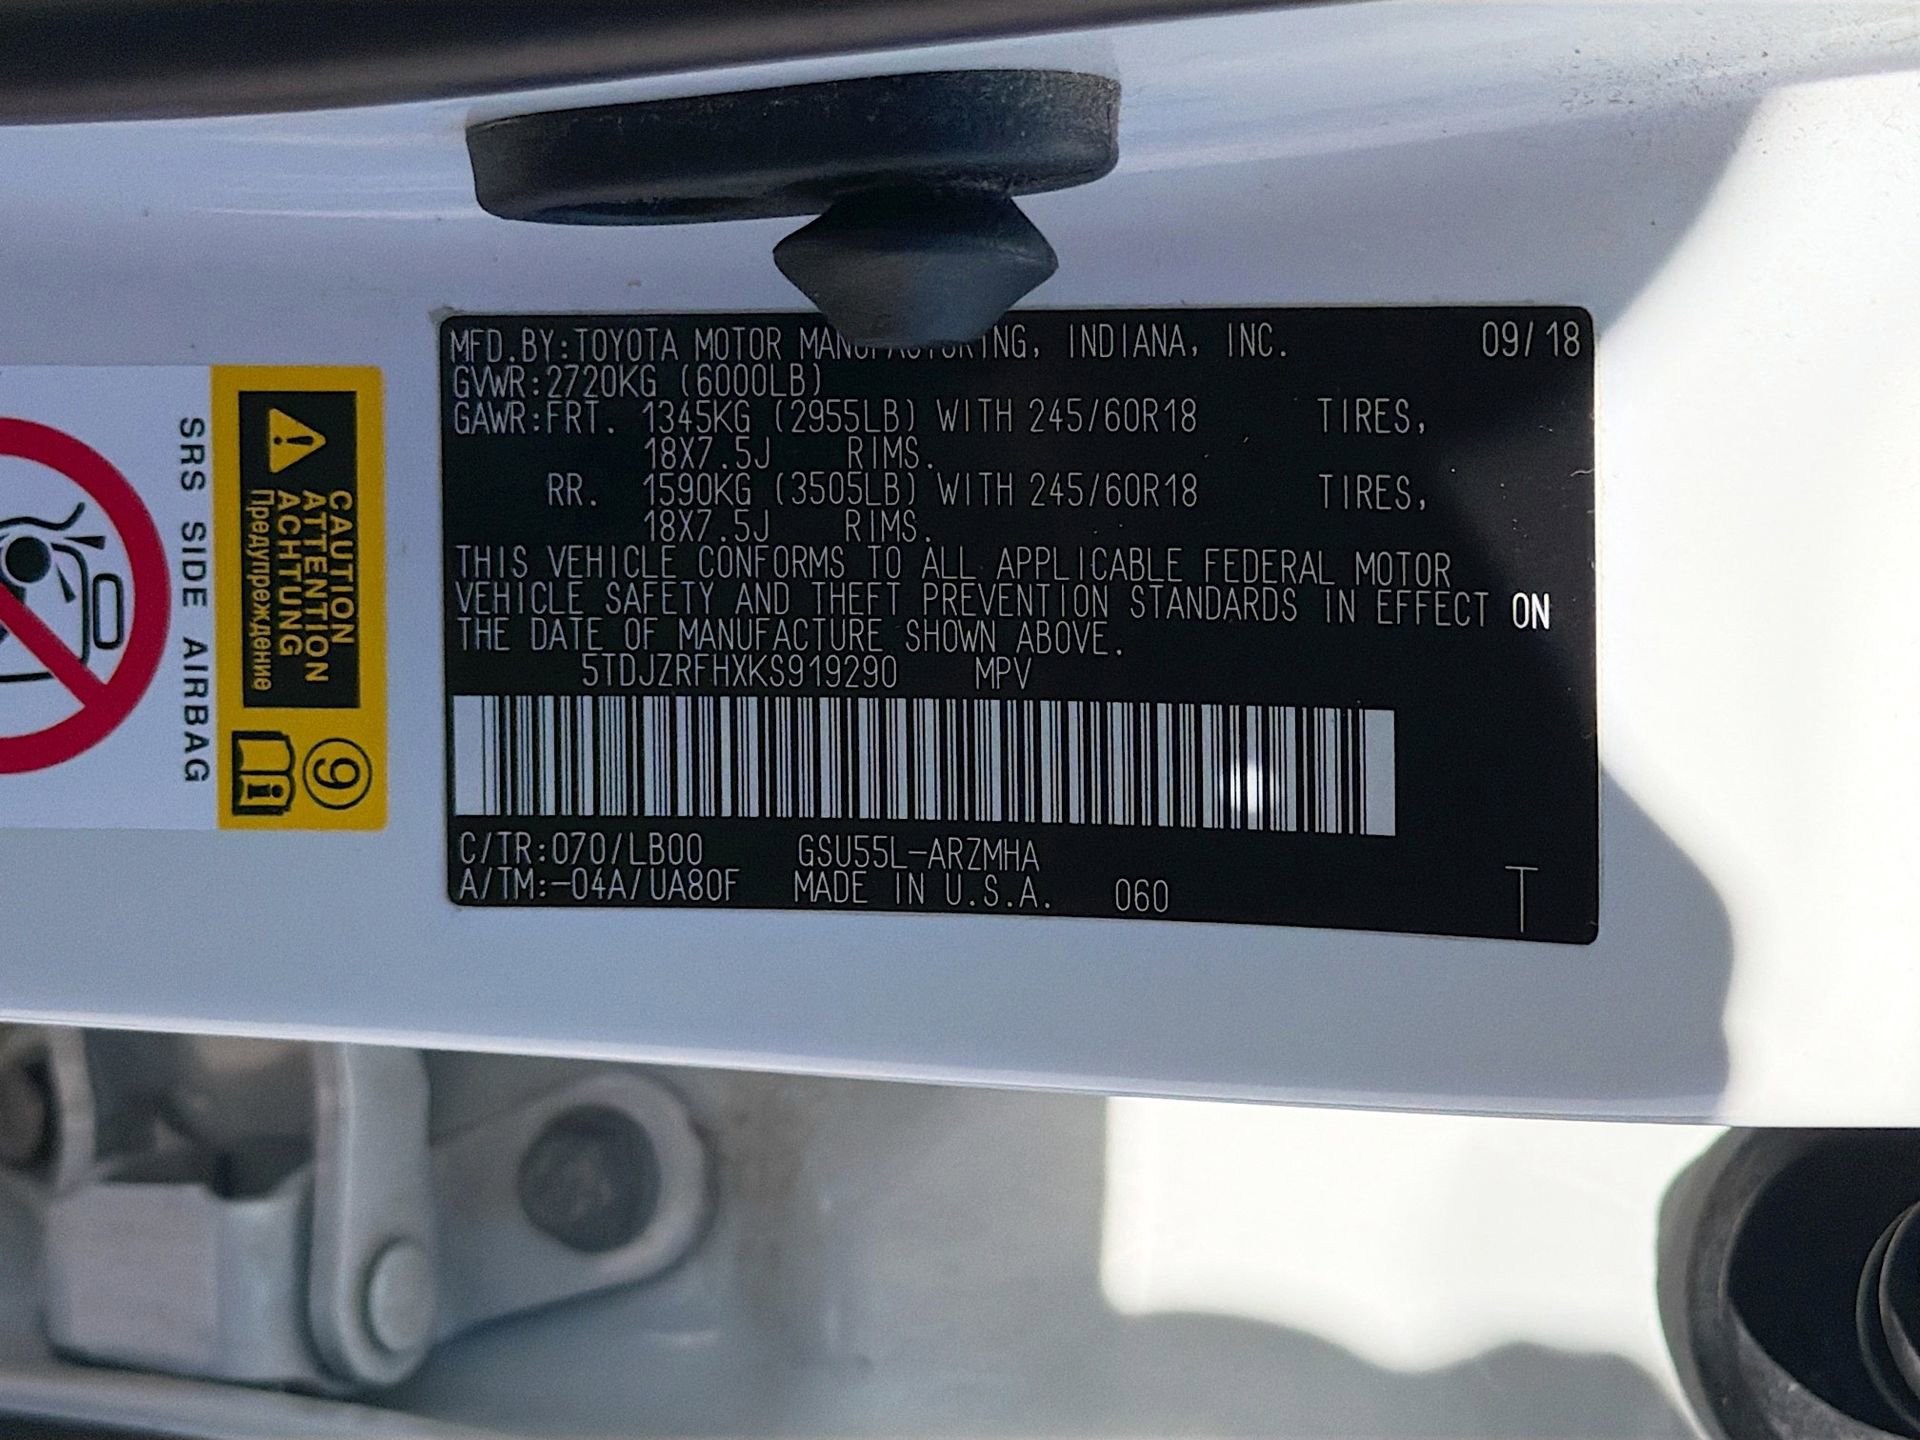 MFD.BY:TOYOTA MOTOR MANUFACTURING, INDIANA, INC. 09/18
GVWR:2720KG (6000LB)
GAWR:FRT. 1345KG (2955LB) WITH 245/60R18 TIRES,
18X7.5J RIMS.
RR. 1590KG (3505LB) WITH 245/60R18 TIRES,
18X7.5J RIMS.
THIS VEHICLE CONFORMS TO ALL APPLICABLE FEDERAL MOTOR
VEHICLE SAFETY AND THEFT PREVENTION STANDARDS IN EFFECT ON
THE DATE OF MANUFACTURE SHOWN ABOVE.
5TDJZRFHXKS919290 MPV
C/TR:070/LB00 GSU55L-ARZMHA
A/TM:-04A/UA80F MADE IN U.S.A. 060
T
CAUTION
ATTENTION
ACHTUNG
Предупреждение
9
i
SRS SIDE AIRBAG